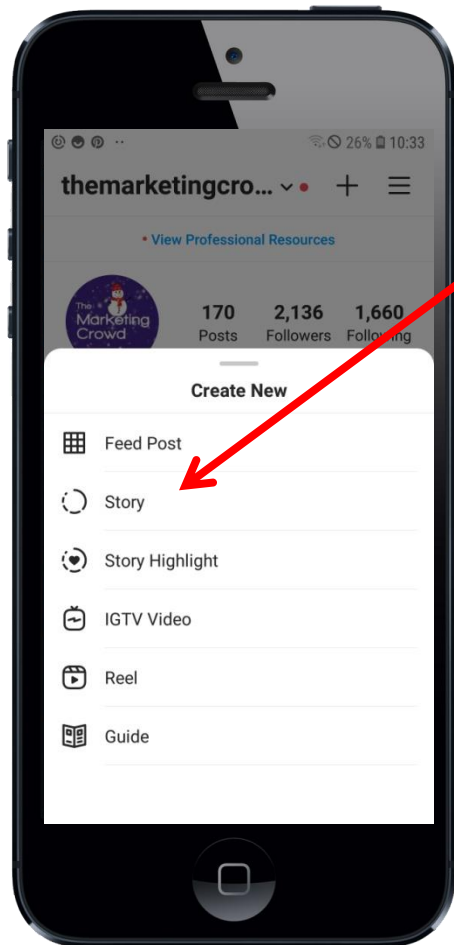 26% 10:33
themarketingcro...
• View Professional Resources
The
Marketing
Crowd
170 2,136 1,660
Posts Followers Following
Create New
Feed Post
Story
Story Highlight
IGTV Video
Reel
Guide